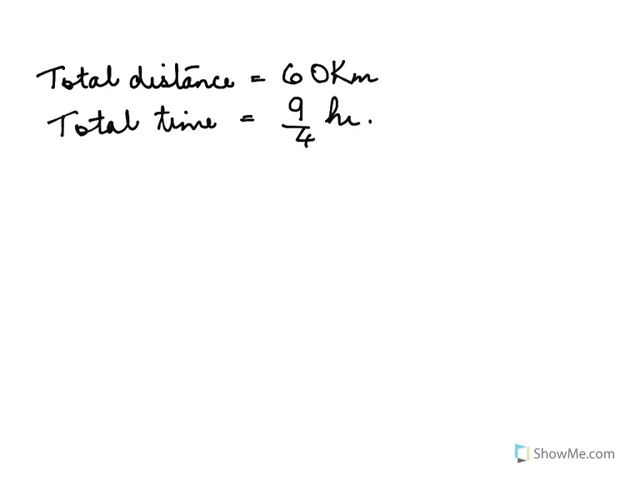 Total distance = 60Km
Total time = 9/4 hr.
ShowMe.com